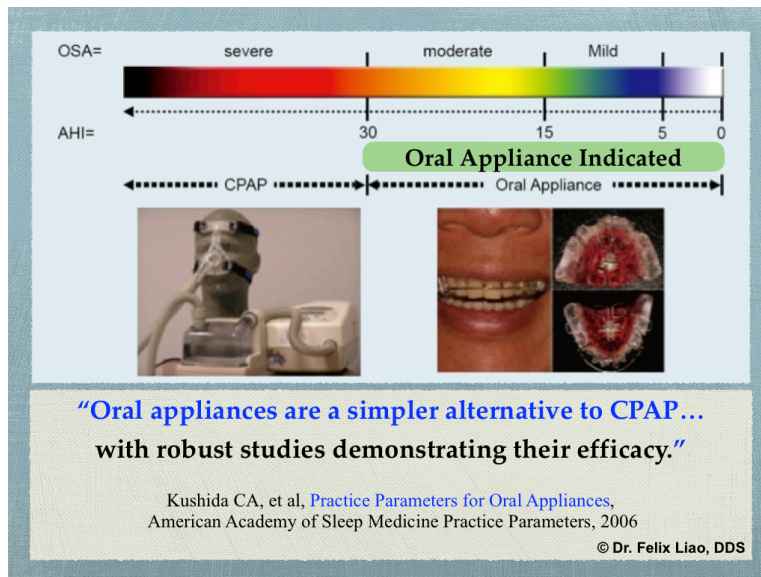 OSA= severe moderate Mild
AHI= 30 15 5 0
Oral Appliance Indicated
CPAP Oral Appliance
“Oral appliances are a simpler alternative to CPAP…
with robust studies demonstrating their efficacy.”
Kushida CA, et al, Practice Parameters for Oral Appliances,
American Academy of Sleep Medicine Practice Parameters, 2006
© Dr. Felix Liao, DDS